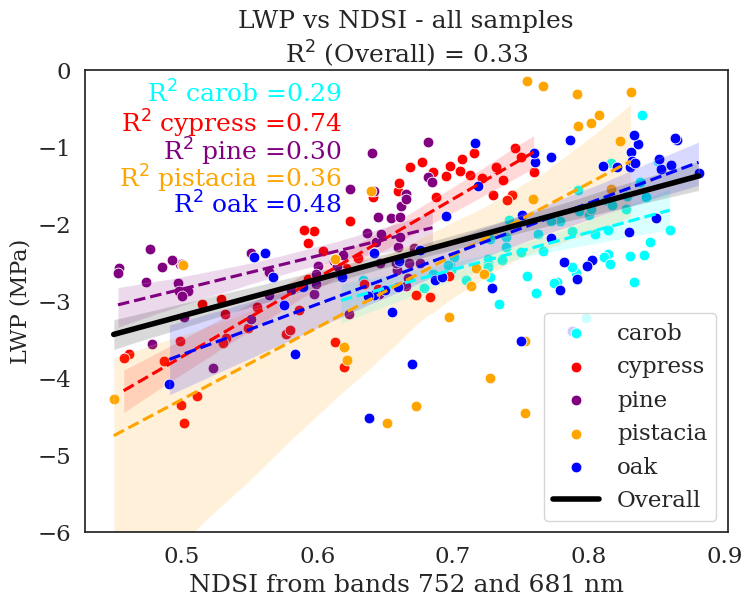 LWP vs NDSI - all samples
R² (Overall) = 0.33
R² carob =0.29
R² cypress =0.74
R² pine =0.30
R² pistacia =0.36
R² oak =0.48
LWP (MPa)
0
−1
−2
−3
−4
−5
−6
carob
cypress
pine
pistacia
oak
Overall
0.5 0.6 0.7 0.8 0.9
NDSI from bands 752 and 681 nm